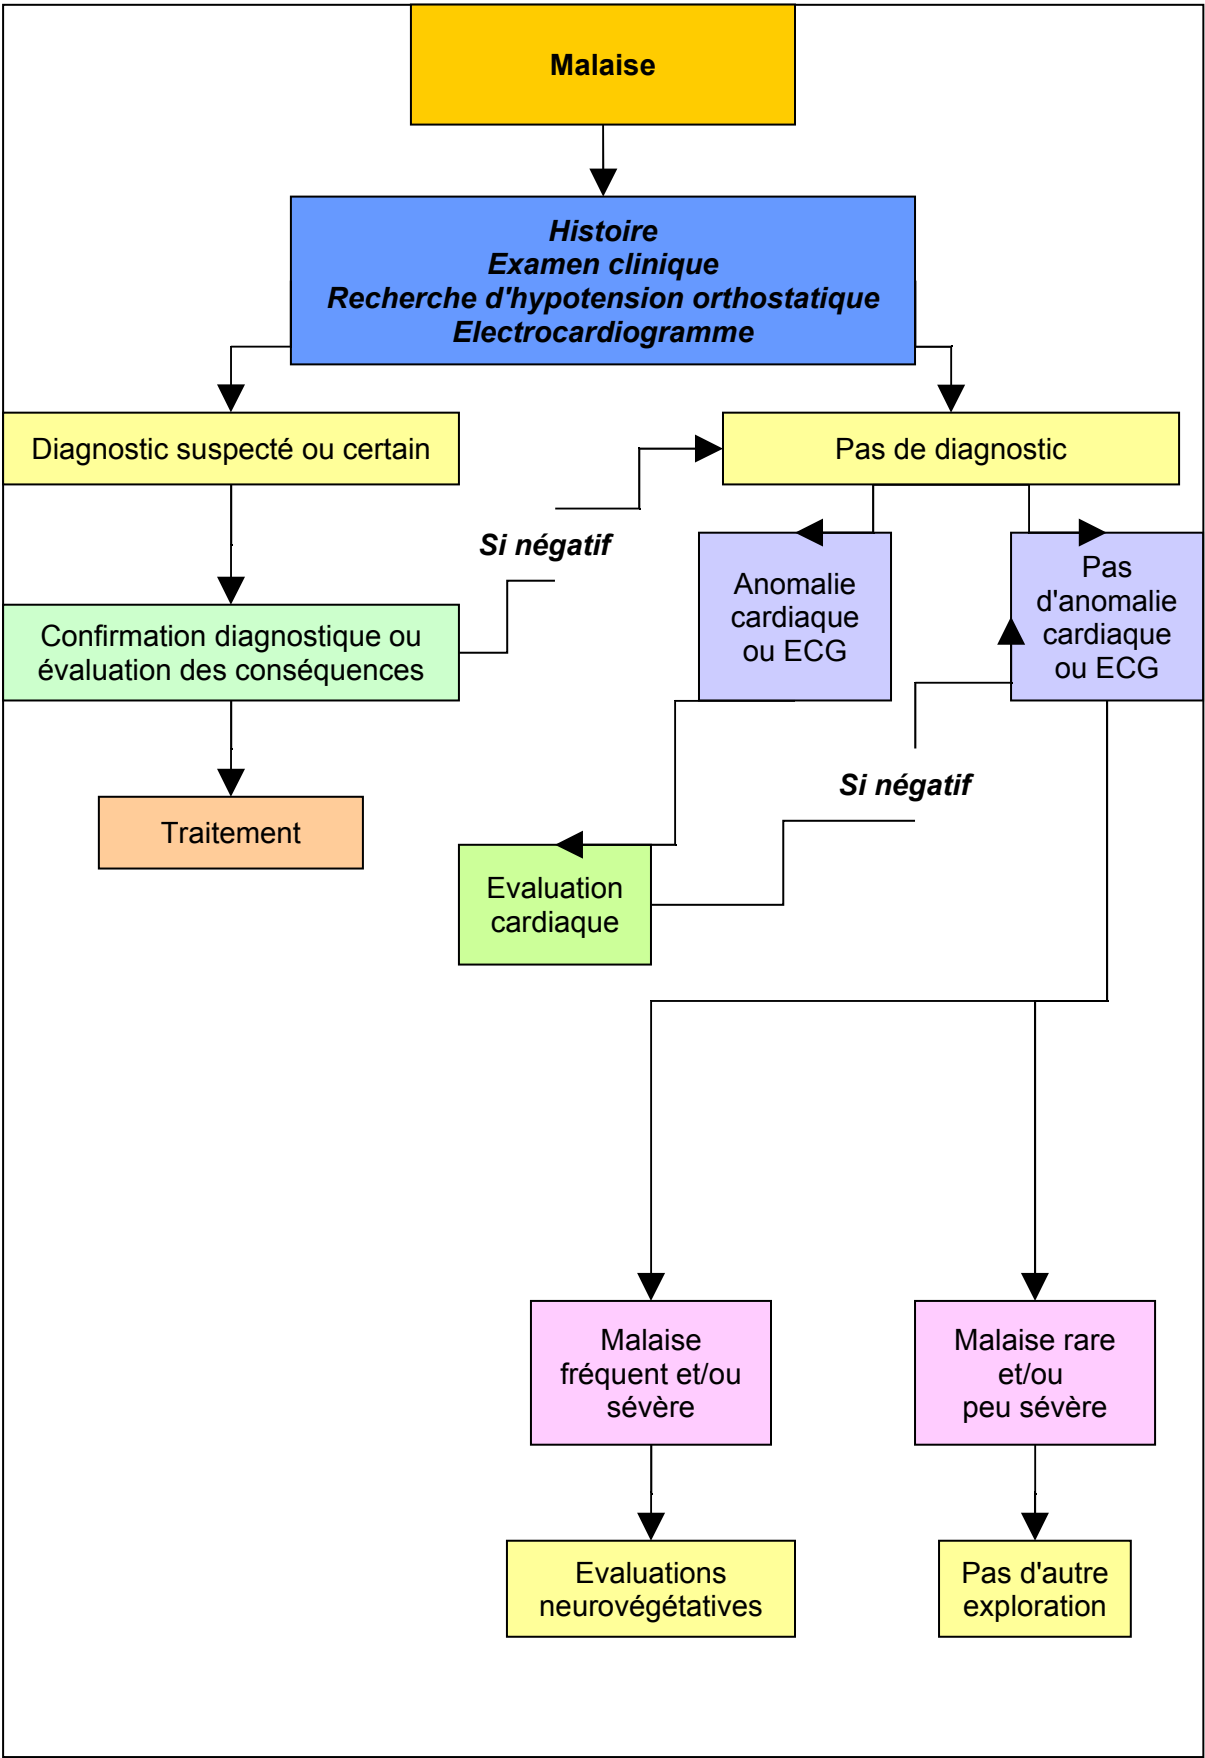 Malaise
Histoire
Examen clinique
Recherche d'hypotension orthostatique
Electrocardiogramme
Diagnostic suspecté ou certain
Pas de diagnostic
Si négatif
Anomalie
cardiaque
ou ECG
Pas
d'anomalie
cardiaque
ou ECG
Confirmation diagnostique ou
évaluation des conséquences
Si négatif
Traitement
Evaluation
cardiaque
Malaise
fréquent et/ou
sévère
Malaise rare
et/ou
peu sévère
Evaluations
neurovégétatives
Pas d'autre
exploration